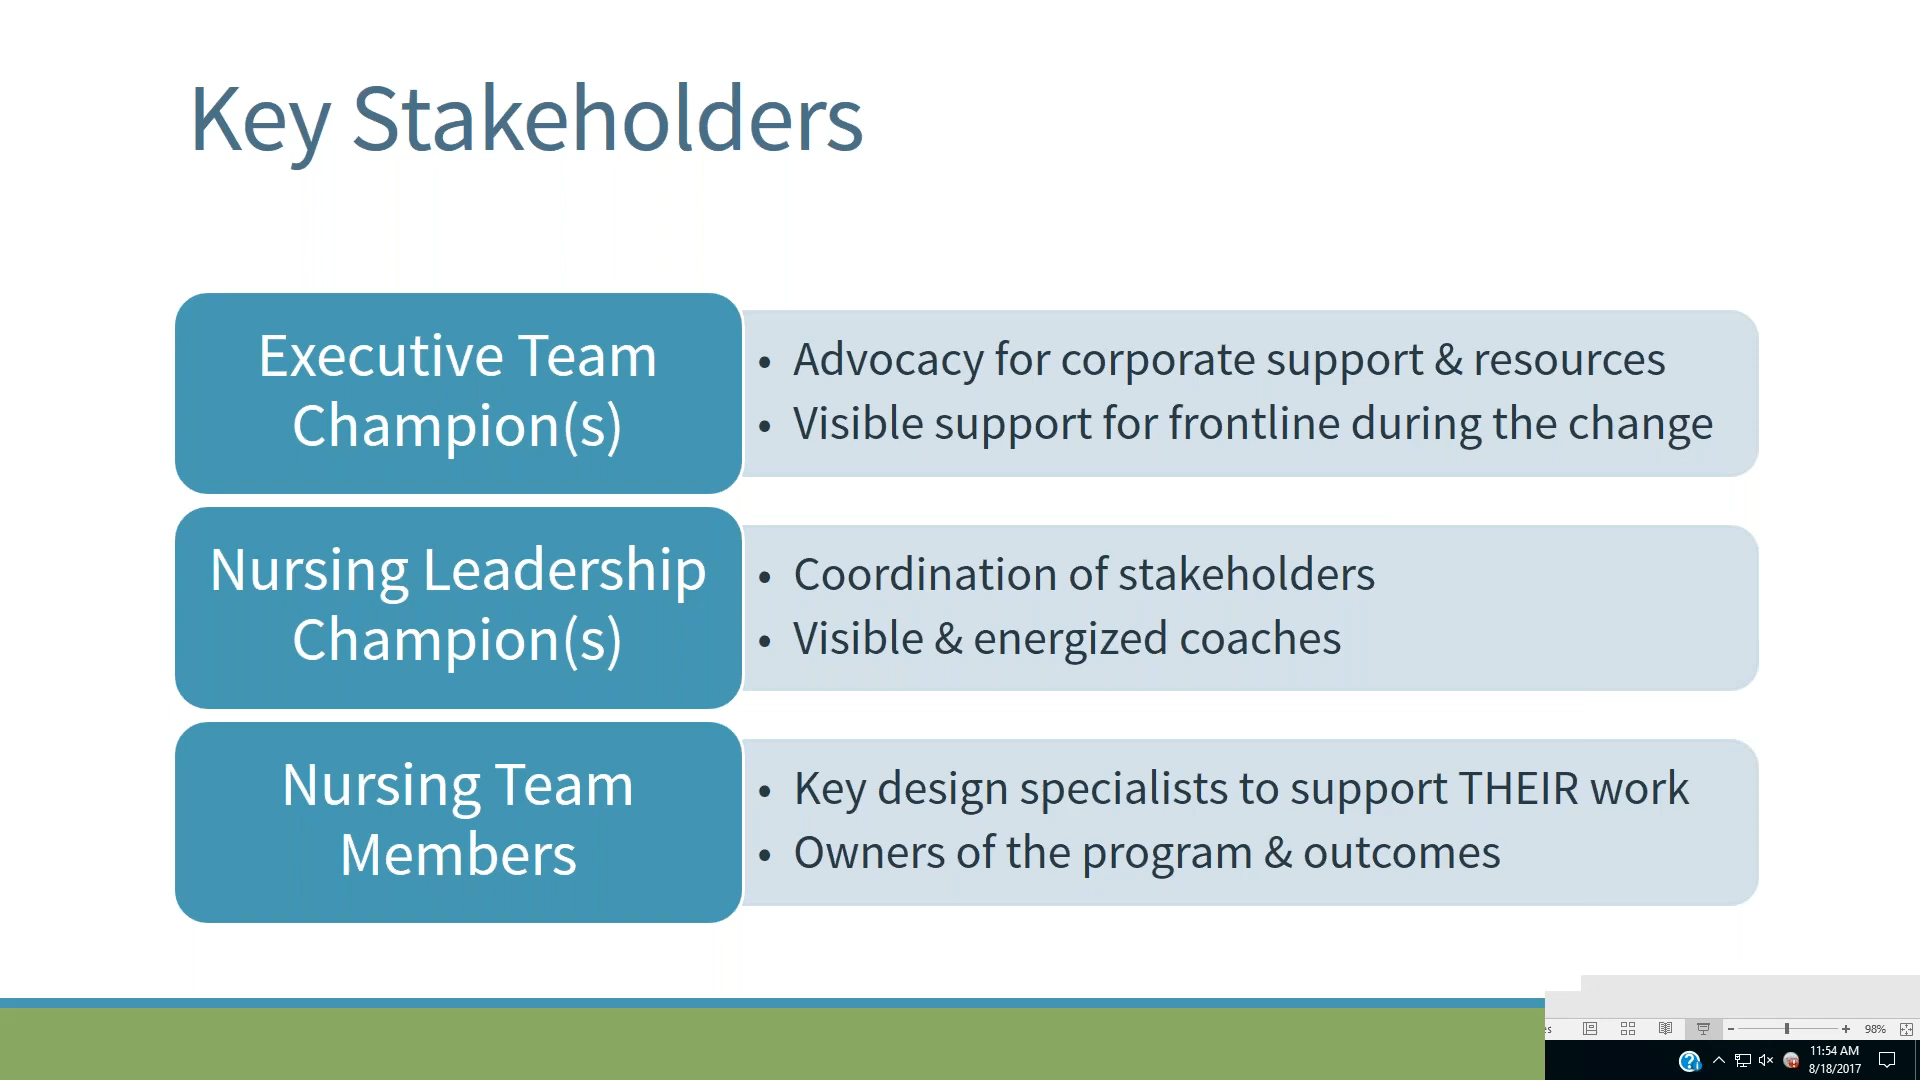 Key Stakeholders
Executive Team
Champion(s)
• Advocacy for corporate support & resources
• Visible support for frontline during the change
Nursing Leadership
Champion(s)
• Coordination of stakeholders
• Visible & energized coaches
Nursing Team
Members
• Key design specialists to support THEIR work
• Owners of the program & outcomes
es
98%
11:54 AM
8/18/2017